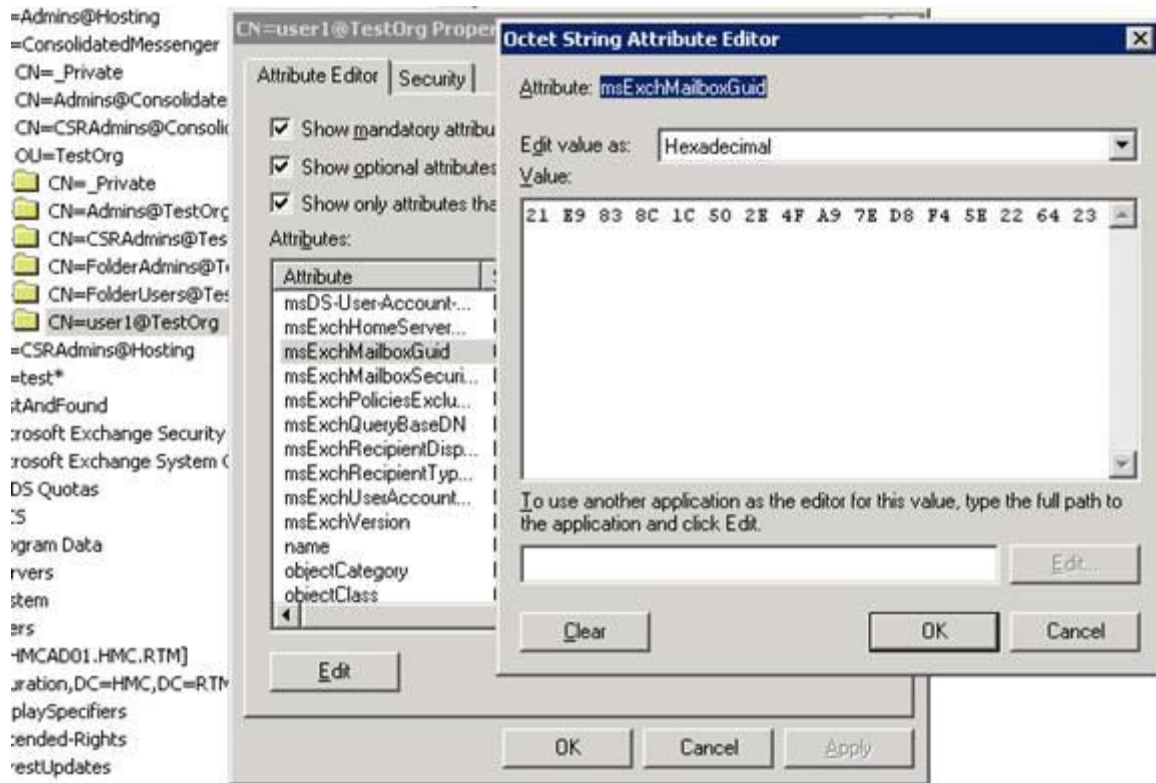 =Admins@Hosting
=ConsolidatedMessenger
CN=_Private
CN=Admins@Consolidate
CN=CSRAdmins@Consolic
OU=TestOrg
CN=_Private
CN=Admins@TestOrg
CN=CSRAdmins@Tes
CN=FolderAdmins@T
CN=FolderUsers@Tes
CN=user1@TestOrg
=CSRAdmins@Hosting
=test*
stAndFound
crosoft Exchange Security
crosoft Exchange System
DS Quotas
CS
ogram Data
rvers
stem
ers
HMCAD01.HMC.RTM]
uration,DC=HMC,DC=RTM
playSpecifiers
tended-Rights
restUpdates
CN=user1@TestOrg Proper
Attribute Editor
Security
Show mandatory attribu
Show optional attributes
Show only attributes tha
Attributes:
Attribute
msDS-User-Account-...
msExchHomeServer...
msExchMailboxGuid
msExchMailboxSecuri...
msExchPoliciesExclu...
msExchQueryBaseDN
msExchRecipientDisp...
msExchRecipientTyp...
msExchUserAccount...
msExchVersion
name
objectCategory
objectClass
Edit
OK Cancel Apply
Octet String Attribute Editor
Attribute: msExchMailboxGuid
Edit value as: Hexadecimal
Value:
21 E9 83 8C 1C 50 2E 4F A9 7E D8 F4 5E 22 64 23
To use another application as the editor for this value, type the full path to
the application and click Edit.
Edit...
Clear OK Cancel